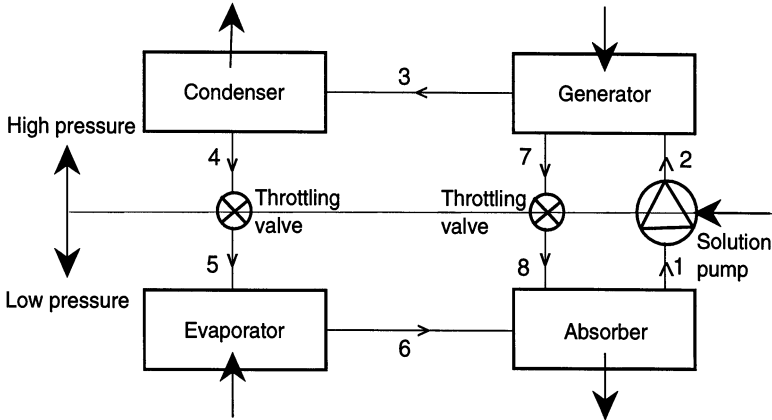 3
Condenser
Generator
High pressure
4
7
2
Throttling
valve
Throttling
valve
Solution
pump
5
8
1
Low pressure
Evaporator
6
Absorber